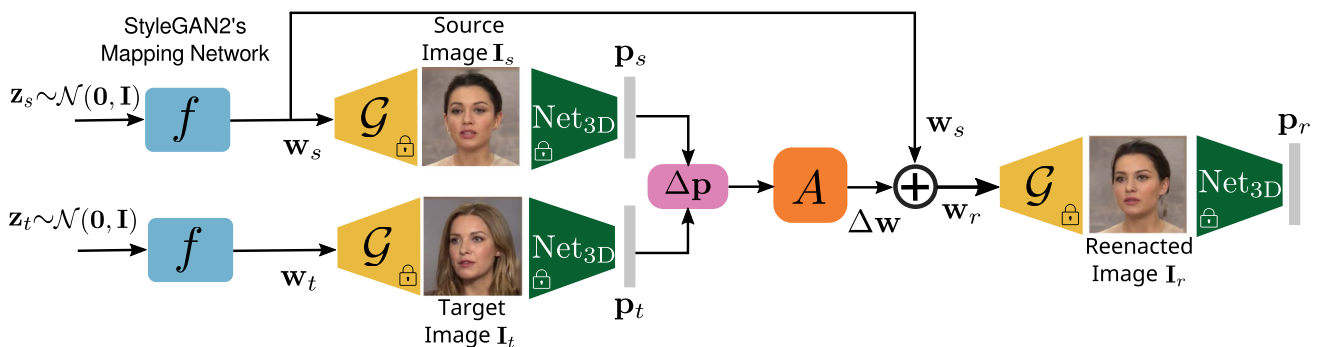 StyleGAN2's
Mapping Network
z_s∼𝒩(0, I)
f
w_s
Source
Image I_s
𝒢
Net_3D
p_s
z_t∼𝒩(0, I)
f
w_t
𝒢
Net_3D
Target
Image I_t
p_t
Δp
A
Δw
w_s
+
w_r
𝒢
Net_3D
Reenacted
Image I_r
p_r